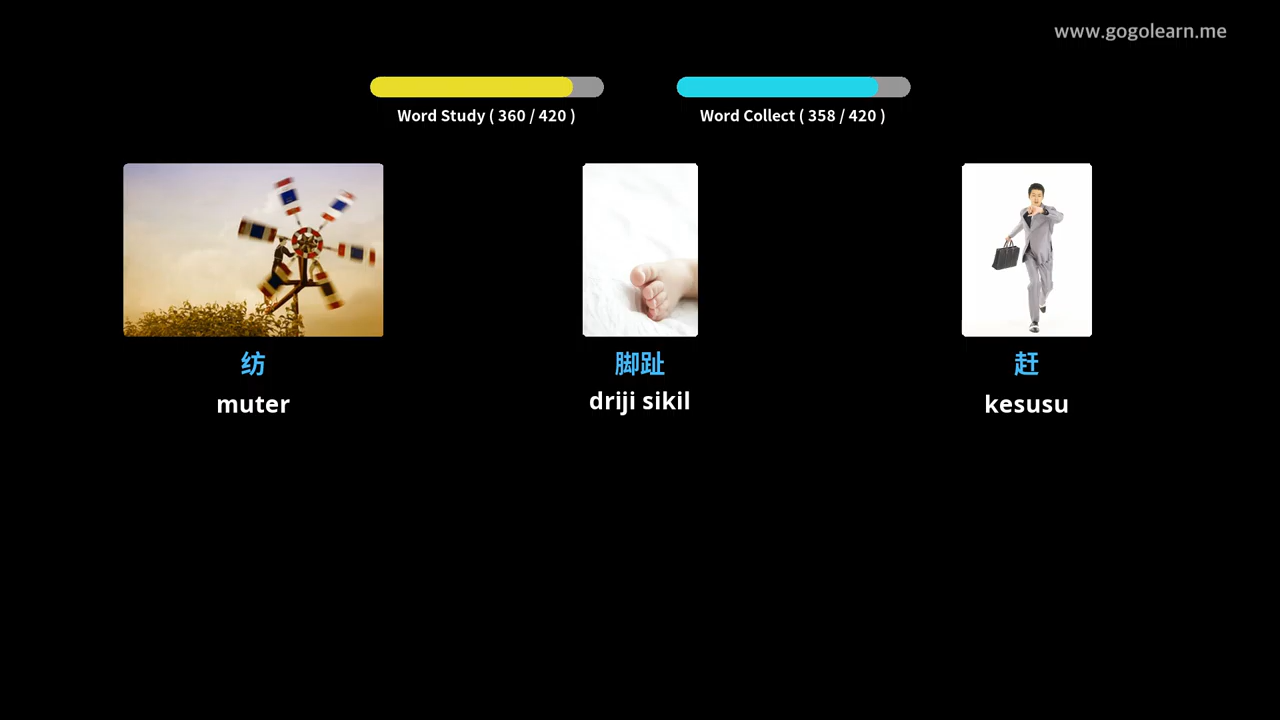 www.gogolearn.me
Word Study ( 360 / 420 )
Word Collect ( 358 / 420 )
纺
脚趾
赶
muter
driji sikil
kesusu